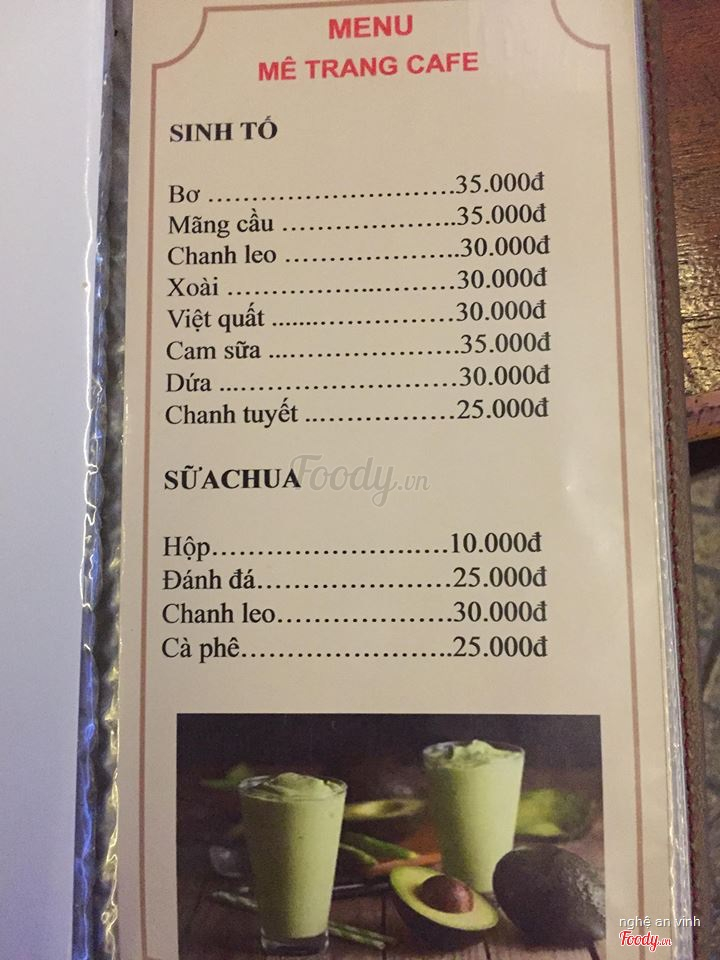 MENU
MÊ TRANG CAFE
SINH TỐ
Bơ ……………………….35.000đ
Mãng cầu ………………..35.000đ
Chanh leo ………………..30.000đ
Xoài ……………..……….30.000đ
Việt quất .......……………30.000đ
Cam sữa ...……………….35.000đ
Dứa ...…………………….30.000đ
Chanh tuyết ...……………25.000đ
SỮACHUA
Foody.vn
Hộp…………………….….10.000đ
Đánh đá…………………..25.000đ
Chanh leo………………..30.000đ
Cà phê…………………….25.000đ
nghệ an vinh
Foody.vn